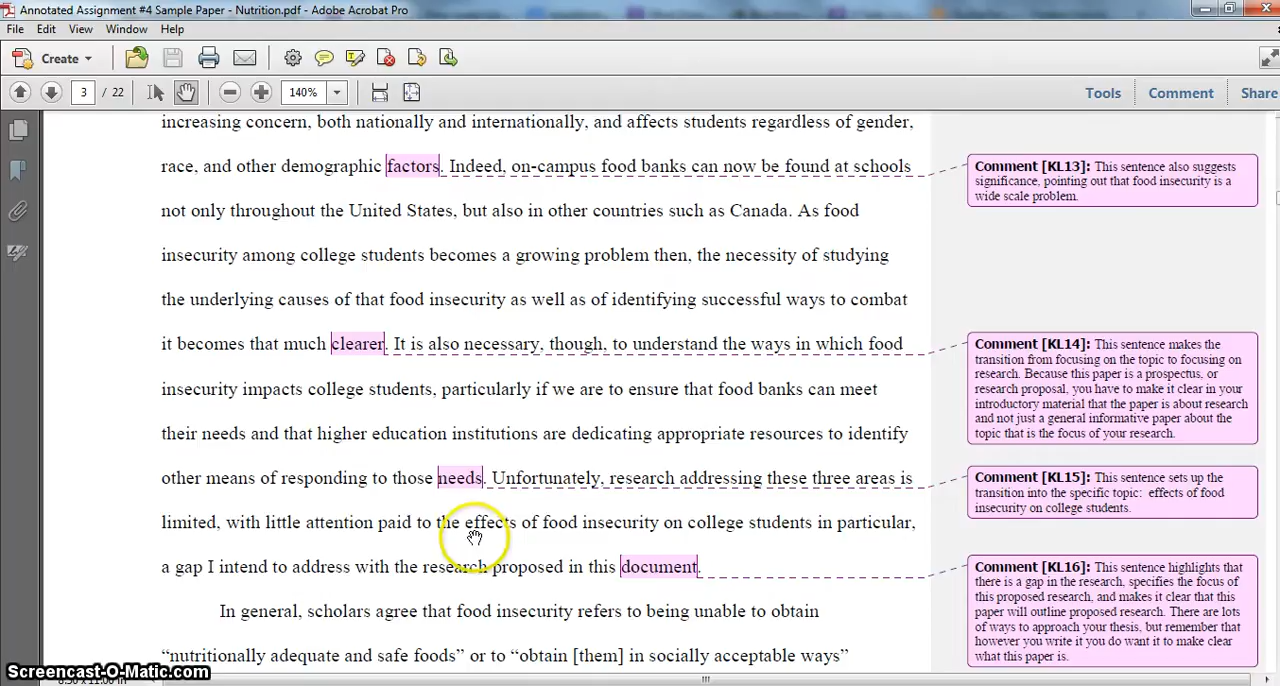 Annotated Assignment #4 Sample Paper - Nutrition.pdf - Adobe Acrobat Pro
File Edit View Window Help
Create
3 / 22 140% Tools Comment Share
increasing concern, both nationally and internationally, and affects students regardless of gender,
race, and other demographic factors. Indeed, on-campus food banks can now be found at schools
not only throughout the United States, but also in other countries such as Canada. As food
insecurity among college students becomes a growing problem then, the necessity of studying
the underlying causes of that food insecurity as well as of identifying successful ways to combat
it becomes that much clearer. It is also necessary, though, to understand the ways in which food
insecurity impacts college students, particularly if we are to ensure that food banks can meet
their needs and that higher education institutions are dedicating appropriate resources to identify
other means of responding to those needs. Unfortunately, research addressing these three areas is
limited, with little attention paid to the effects of food insecurity on college students in particular,
a gap I intend to address with the research proposed in this document.
In general, scholars agree that food insecurity refers to being unable to obtain
“nutritionally adequate and safe foods” or to “obtain [them] in socially acceptable ways”
Comment [KL13]: This sentence also suggests
significance, pointing out that food insecurity is a
wide scale problem.
Comment [KL14]: This sentence makes the
transition from focusing on the topic to focusing on
research. Because this paper is a prospectus, or
research proposal, you have to make it clear in your
introductory material that the paper is about research
and not just a general informative paper about the
topic that is the focus of your research.
Comment [KL15]: This sentence sets up the
transition into the specific topic: effects of food
insecurity on college students.
Comment [KL16]: This sentence highlights that
there is a gap in the research, specifies the focus of
this proposed research, and makes it clear that this
paper will outline proposed research. There are lots
of ways to approach your thesis, but remember that
however you write it you do want it to make clear
what this paper is.
Screencast-O-Matic.com